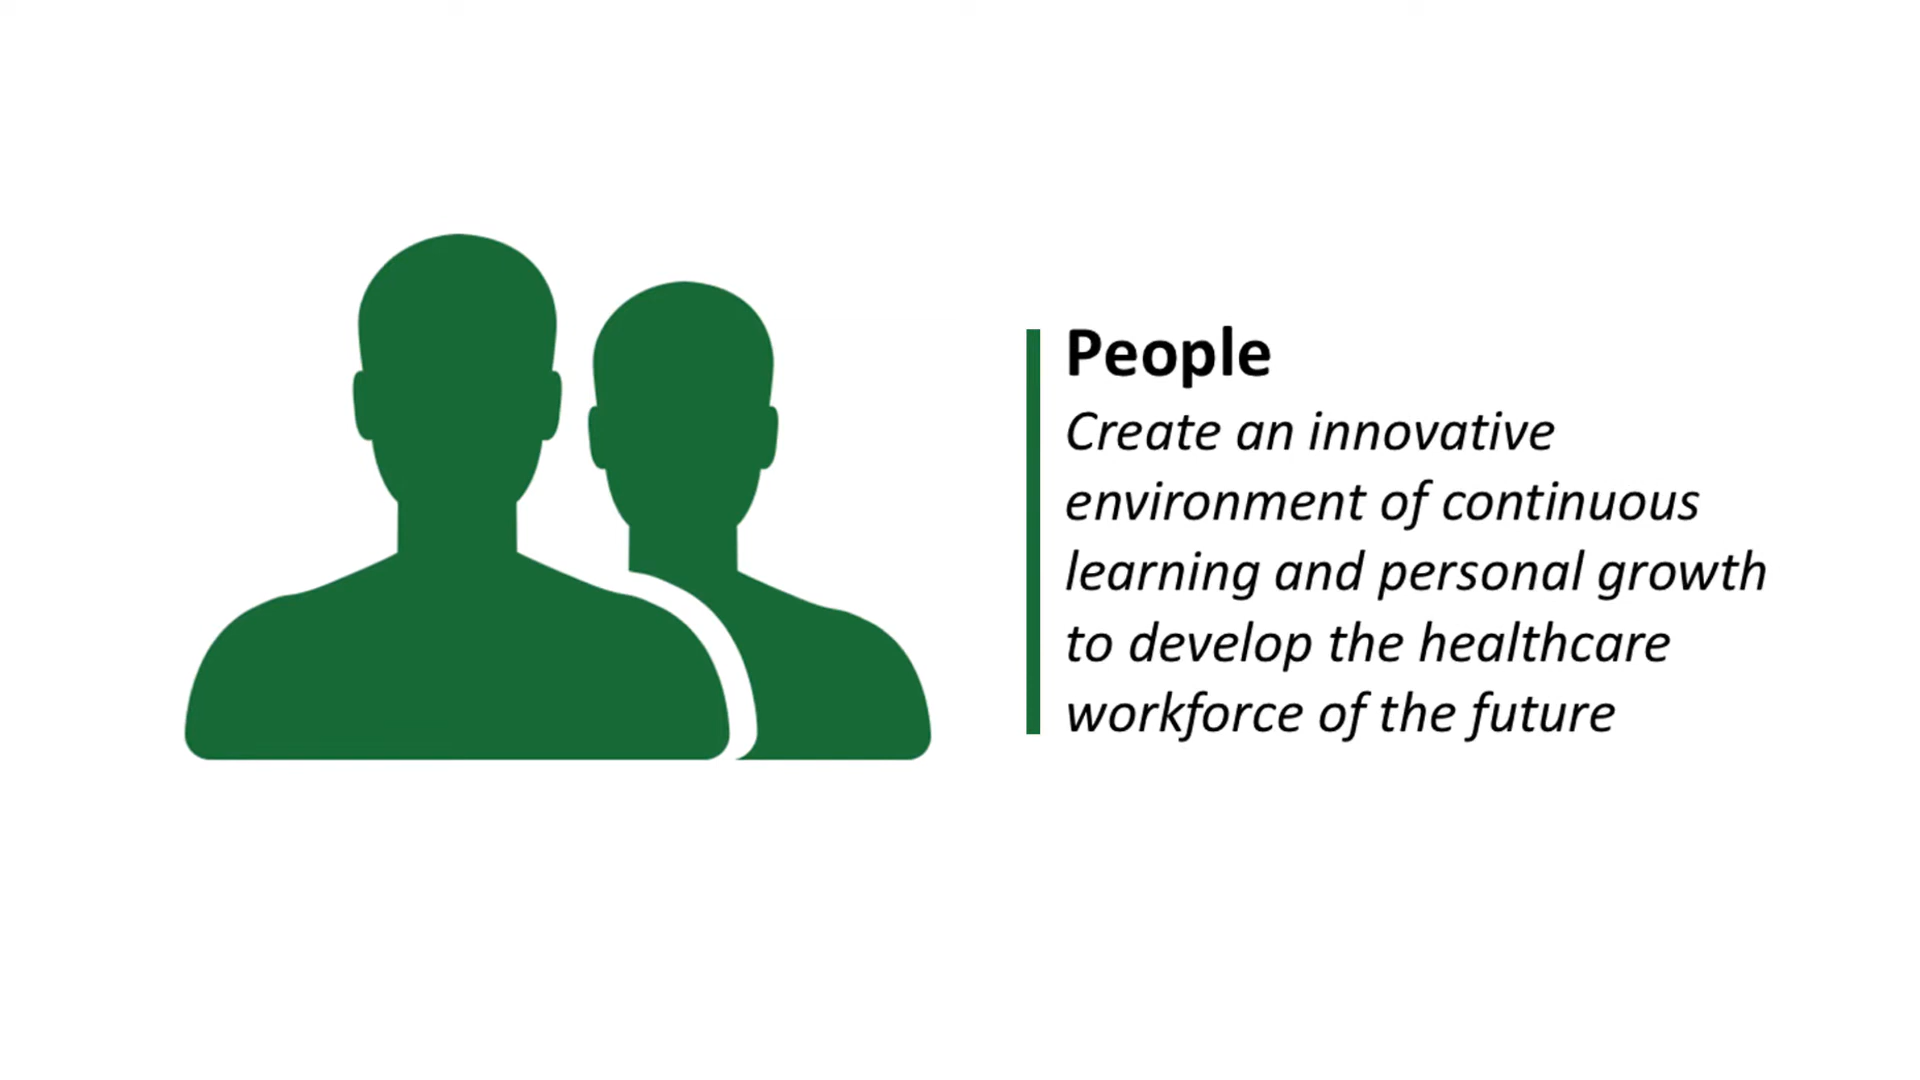 People
Create an innovative
environment of continuous
learning and personal growth
to develop the healthcare
workforce of the future